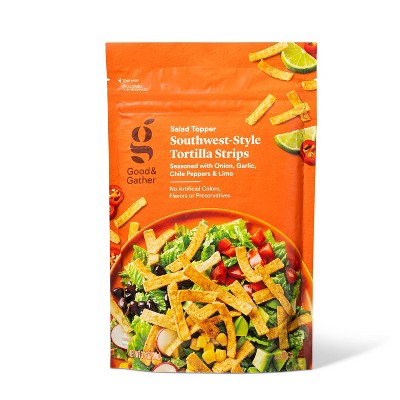 Good&
Gather
Salad Topper
Southwest-Style
Tortilla Strips
Seasoned with Onion, Garlic,
Chile Peppers & Lime
No Artificial Colors,
Flavors or Preservatives